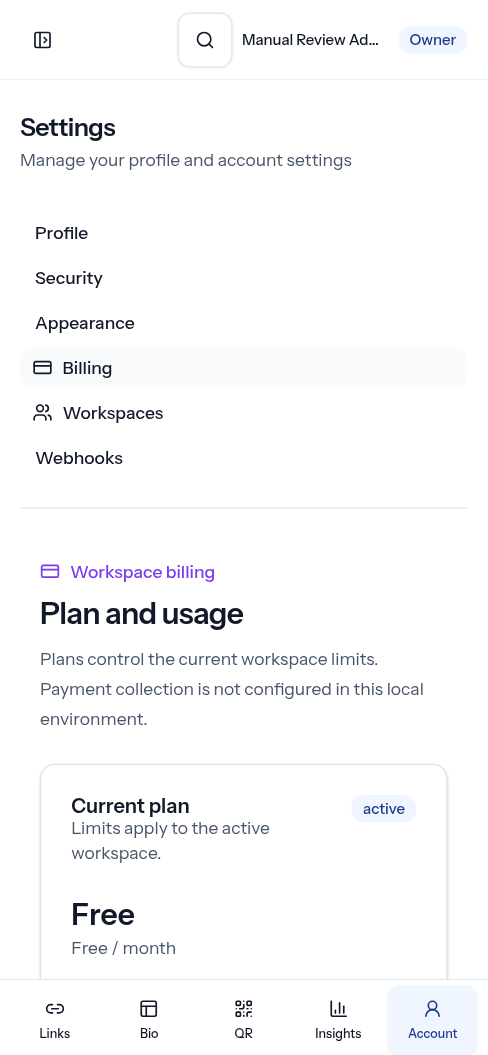 Manual Review Ad...
Owner
Settings
Manage your profile and account settings
Profile
Security
Appearance
Billing
Workspaces
Webhooks
Workspace billing
Plan and usage
Plans control the current workspace limits.
Payment collection is not configured in this local
environment.
Current plan
active
Limits apply to the active
workspace.
Free
Free / month
Links
Bio
QR
Insights
Account